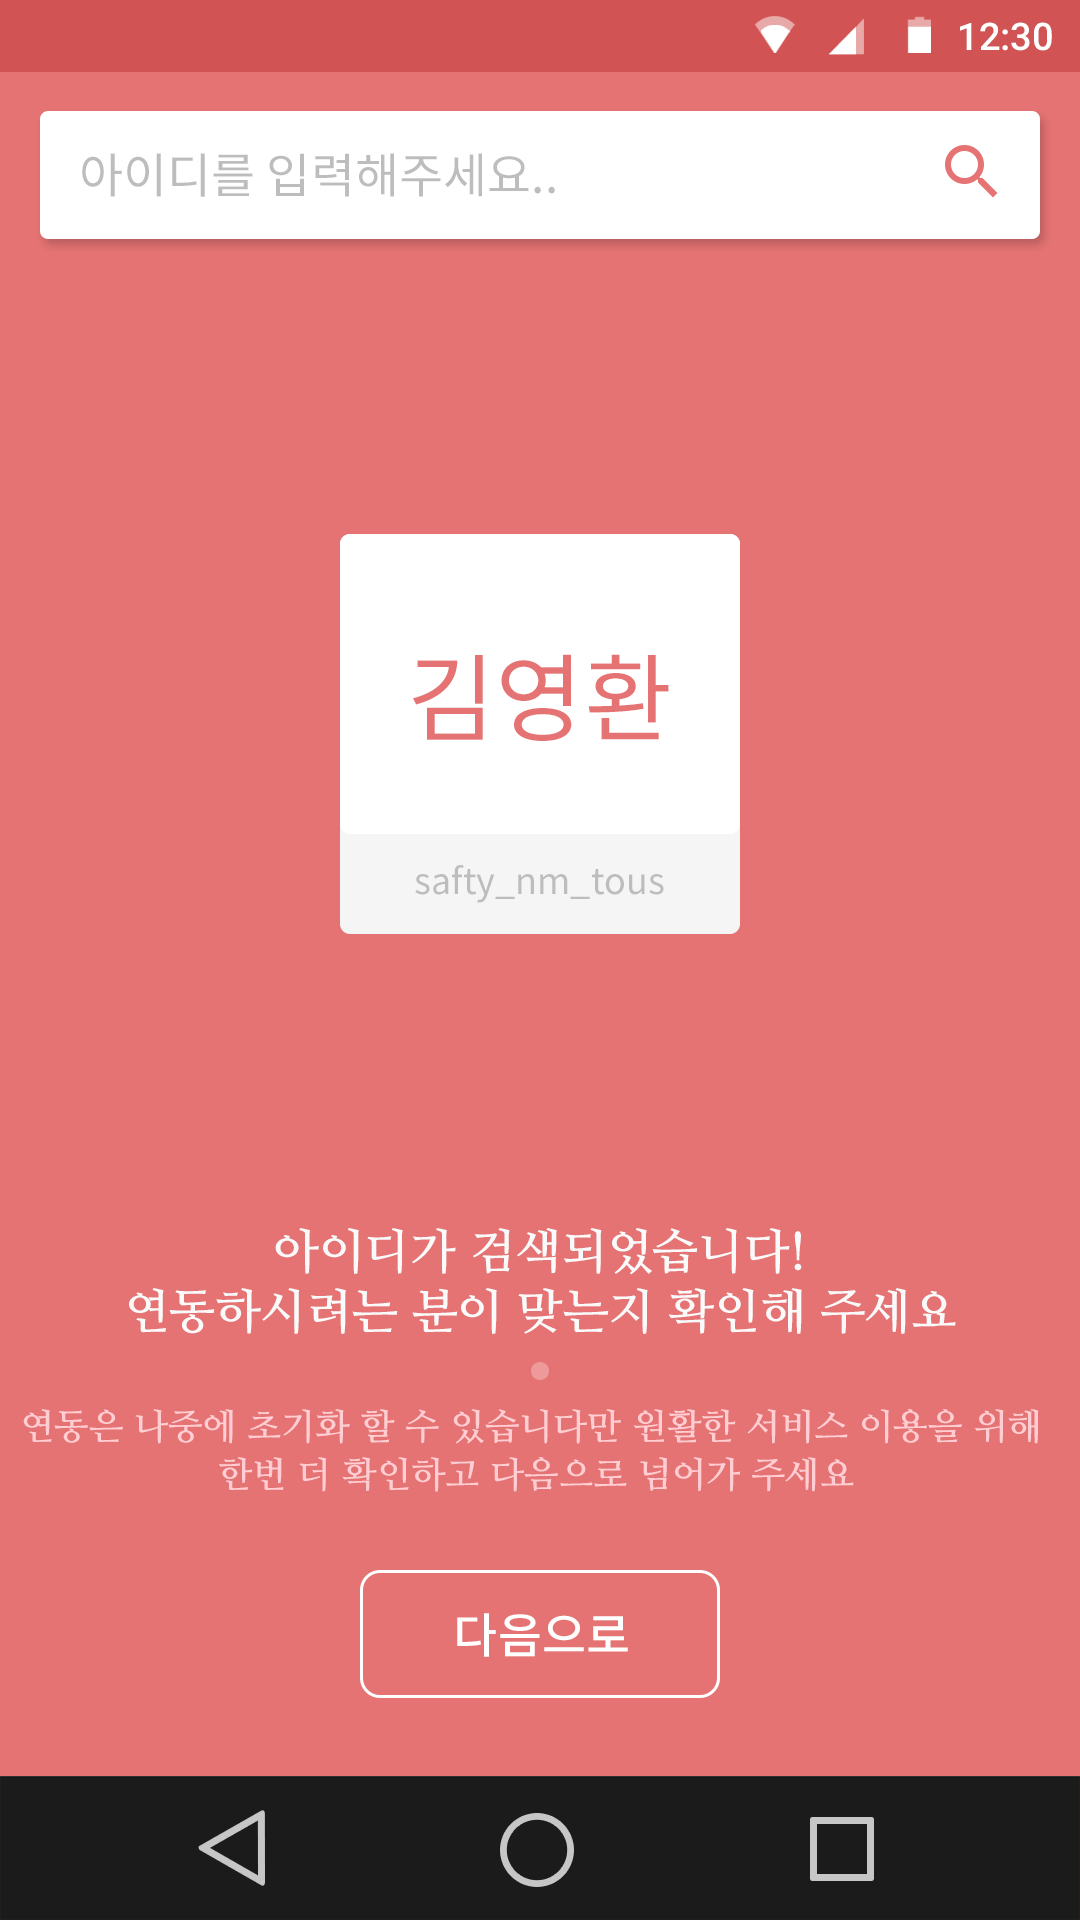 12:30
아이디를 입력해주세요..
김영환
safty_nm_tous
아이디가 검색되었습니다!
연동하시려는 분이 맞는지 확인해 주세요
연동은 나중에 초기화 할 수 있습니다만 원활한 서비스 이용을 위해
한번 더 확인하고 다음으로 넘어가 주세요
다음으로